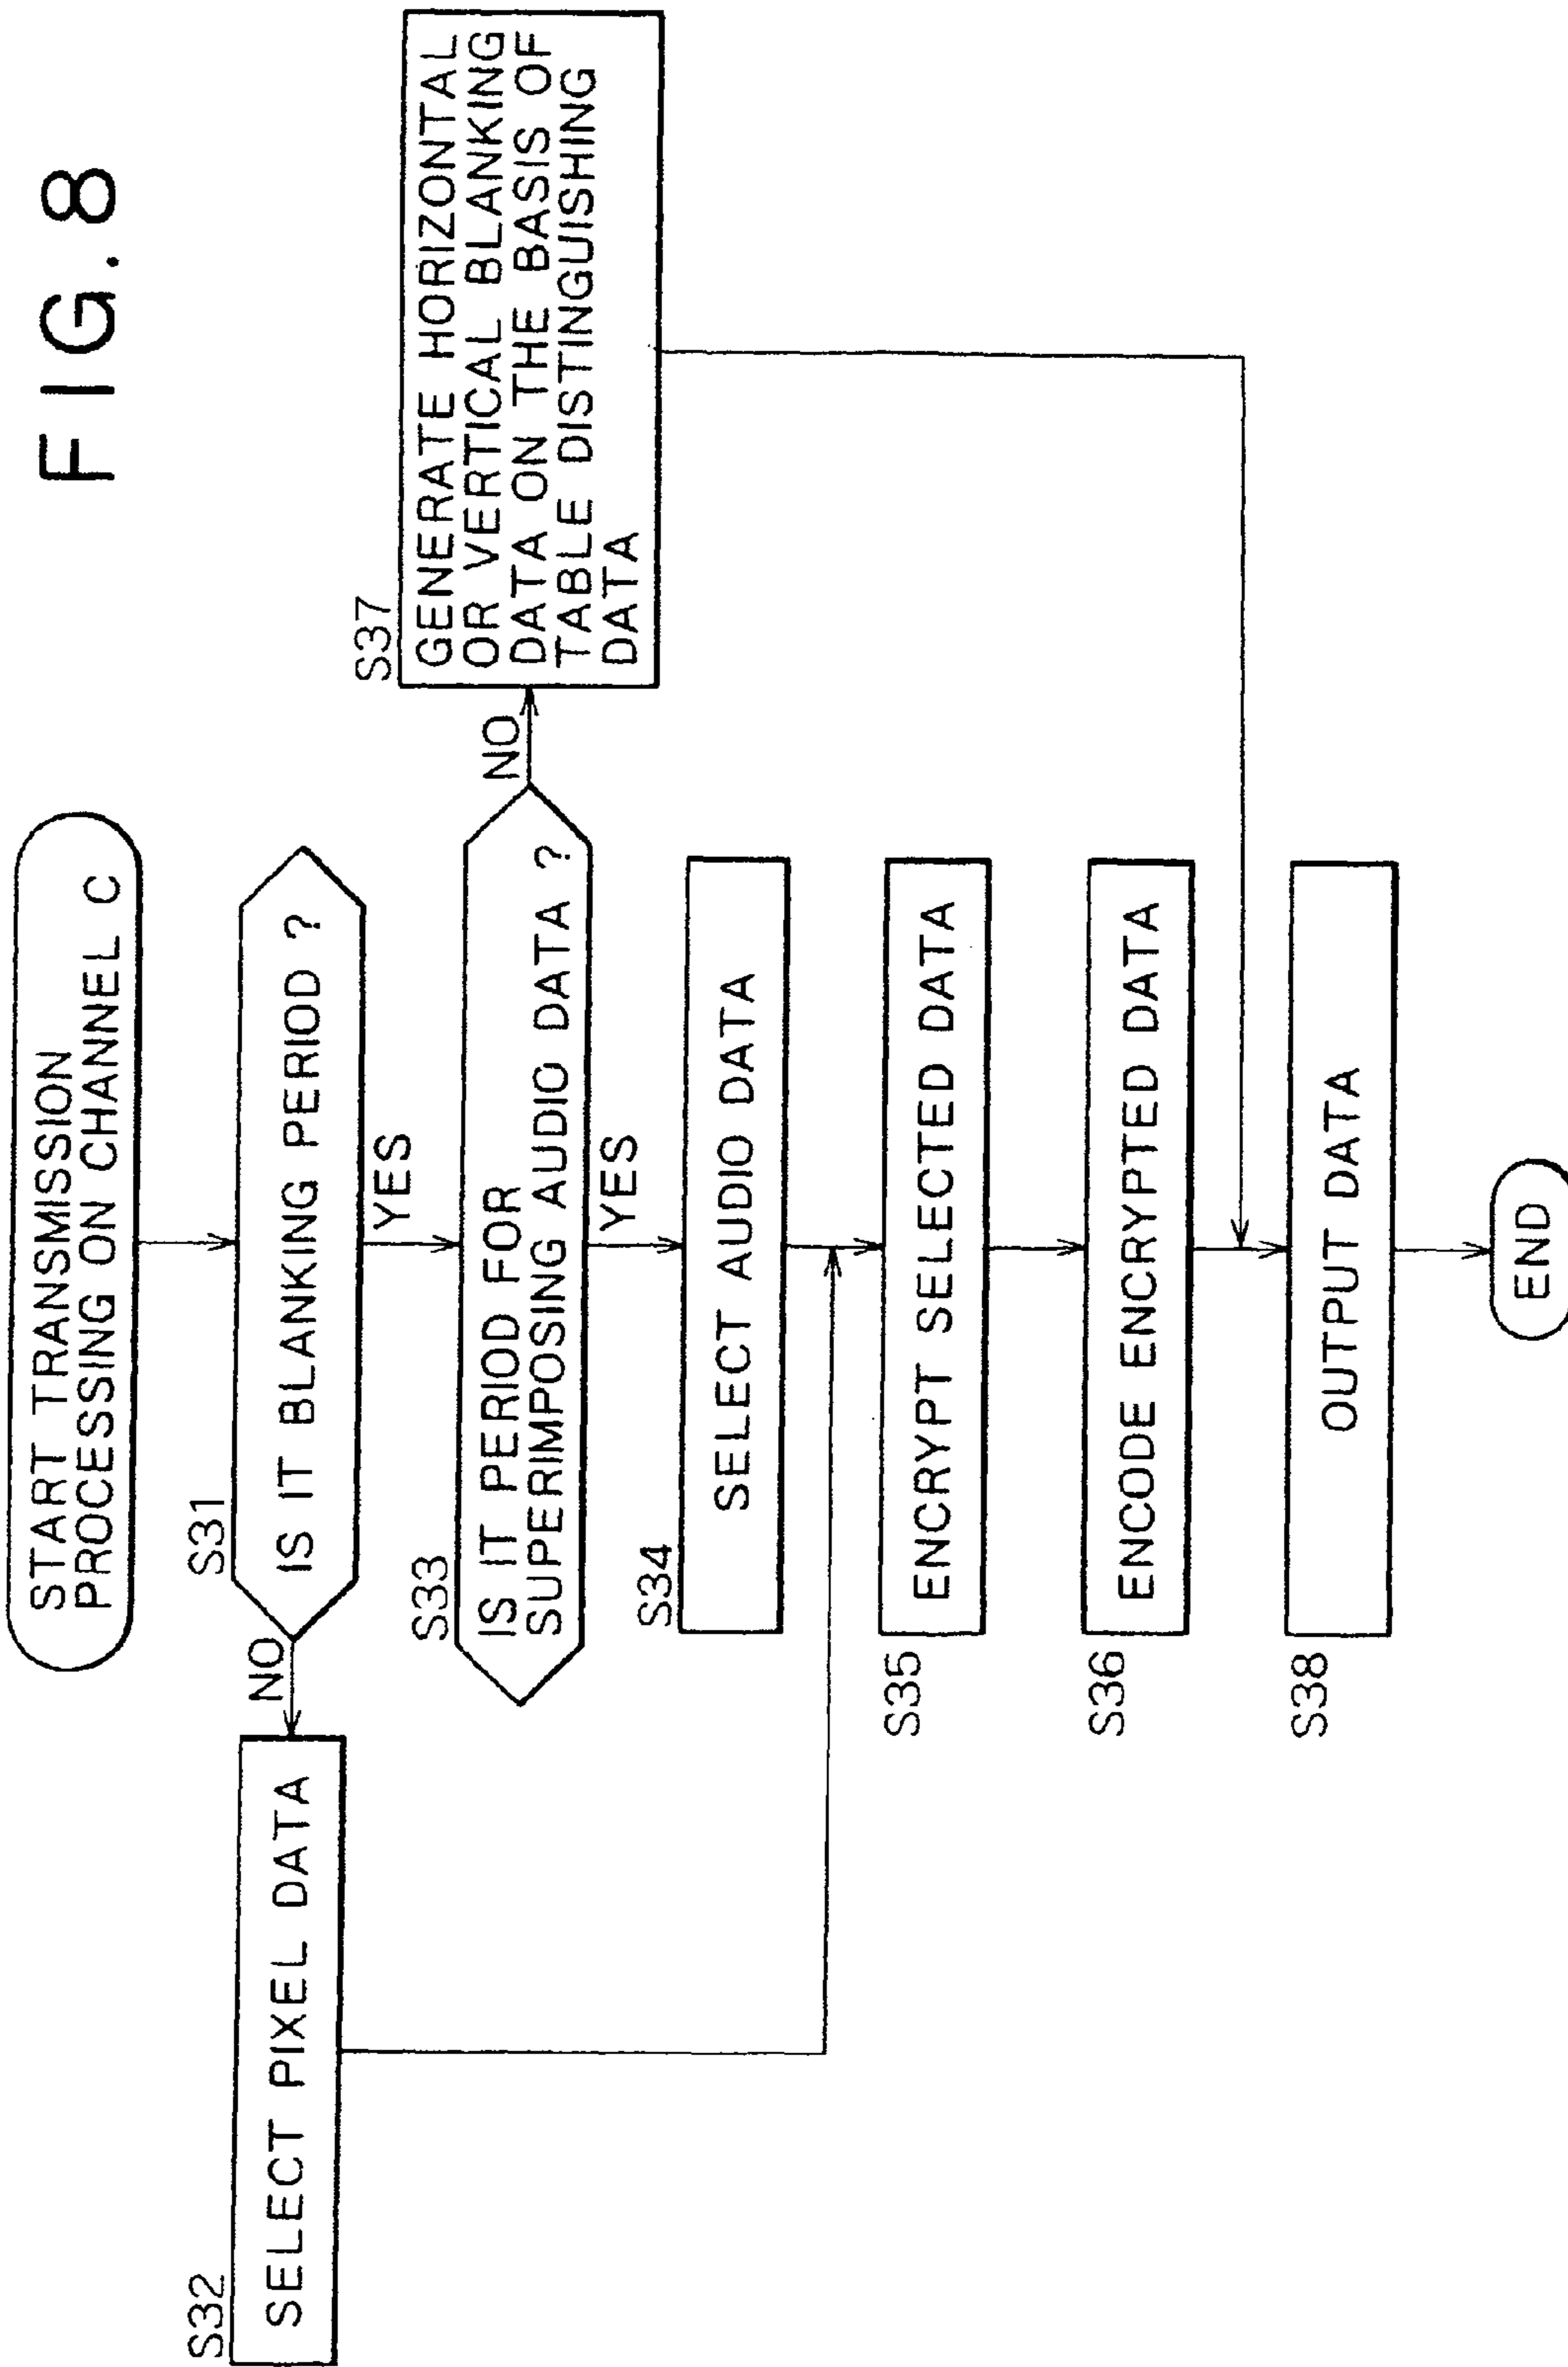 FIG. 8
START TRANSMISSION
PROCESSING ON CHANNEL C
S31
IS IT BLANKING PERIOD ?
NO
YES
S32
SELECT PIXEL DATA
S33
IS IT PERIOD FOR
SUPERIMPOSING AUDIO DATA ?
NO
YES
S37
GENERATE HORIZONTAL
OR VERTICAL BLANKING
DATA ON THE BASIS OF
TABLE DISTINGUISHING
DATA
S34
SELECT AUDIO DATA
S35
ENCRYPT SELECTED DATA
S36
ENCODE ENCRYPTED DATA
S38
OUTPUT DATA
END